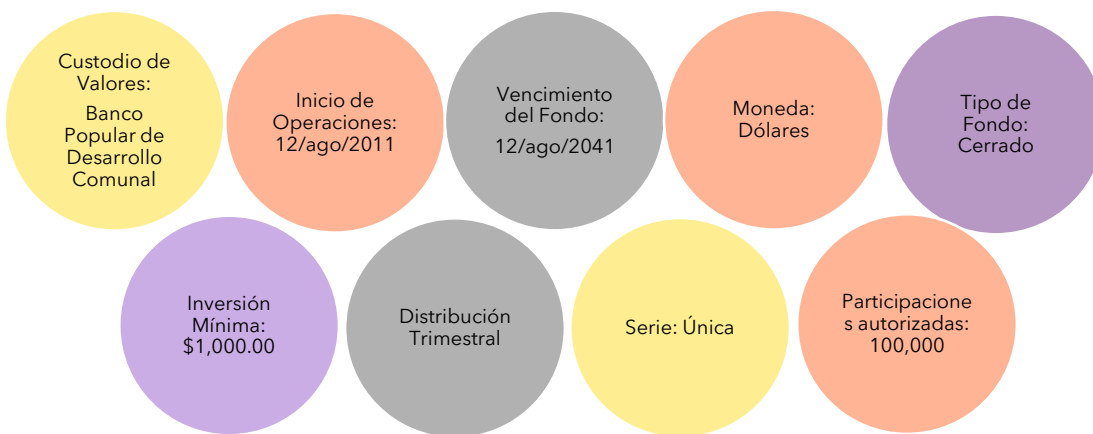 Custodio de
Valores:
Banco
Popular de
Desarrollo
Comunal
Inicio de
Operaciones:
12/ago/2011
Vencimiento
del Fondo:
12/ago/2041
Moneda:
Dólares
Tipo de
Fondo:
Cerrado
Inversión
Mínima:
$1,000.00
Distribución
Trimestral
Serie: Única
Participacione
s autorizadas:
100,000